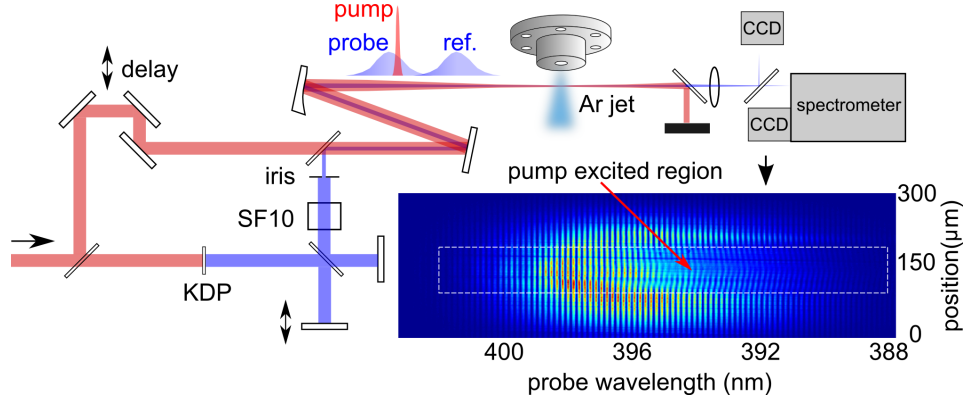 pump
probe
ref.
delay
Ar jet
CCD
CCD
spectrometer
iris
SF10
KDP
pump excited region
300
150
0
position(μm)
400
396
392
388
probe wavelength (nm)